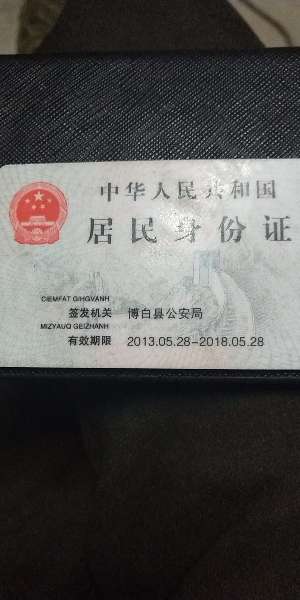 中华人民共和国
居民身份证
CIEMFAT GIHGVANH
签发机关 博白县公安局
MIZYAUQ GEIZHANH
有效期限 2013.05.28-2018.05.28